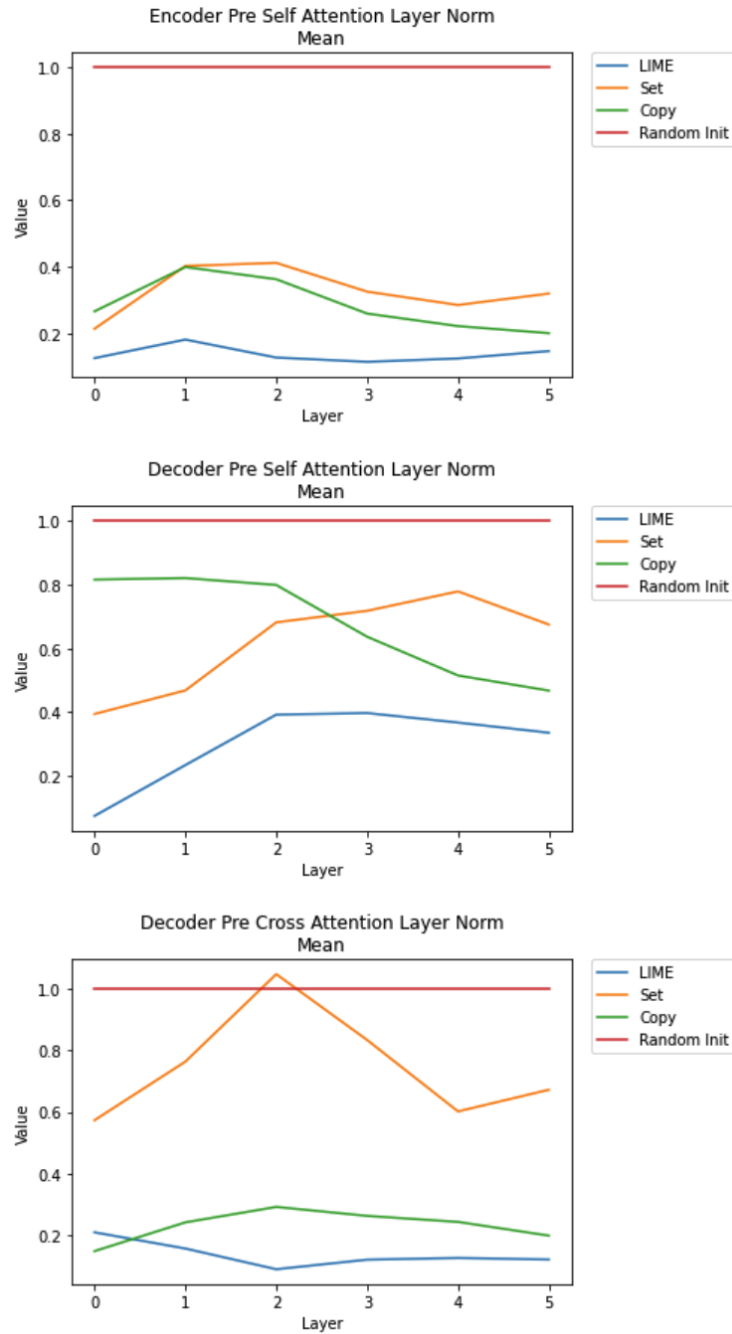 Encoder Pre Self Attention Layer Norm
Mean
1.0
0.8
0.6
0.4
0.2
Value
0 1 2 3 4 5
Layer
LIME
Set
Copy
Random Init
Decoder Pre Self Attention Layer Norm
Mean
1.0
0.8
0.6
0.4
0.2
Value
0 1 2 3 4 5
Layer
LIME
Set
Copy
Random Init
Decoder Pre Cross Attention Layer Norm
Mean
1.0
0.8
0.6
0.4
0.2
Value
0 1 2 3 4 5
Layer
LIME
Set
Copy
Random Init